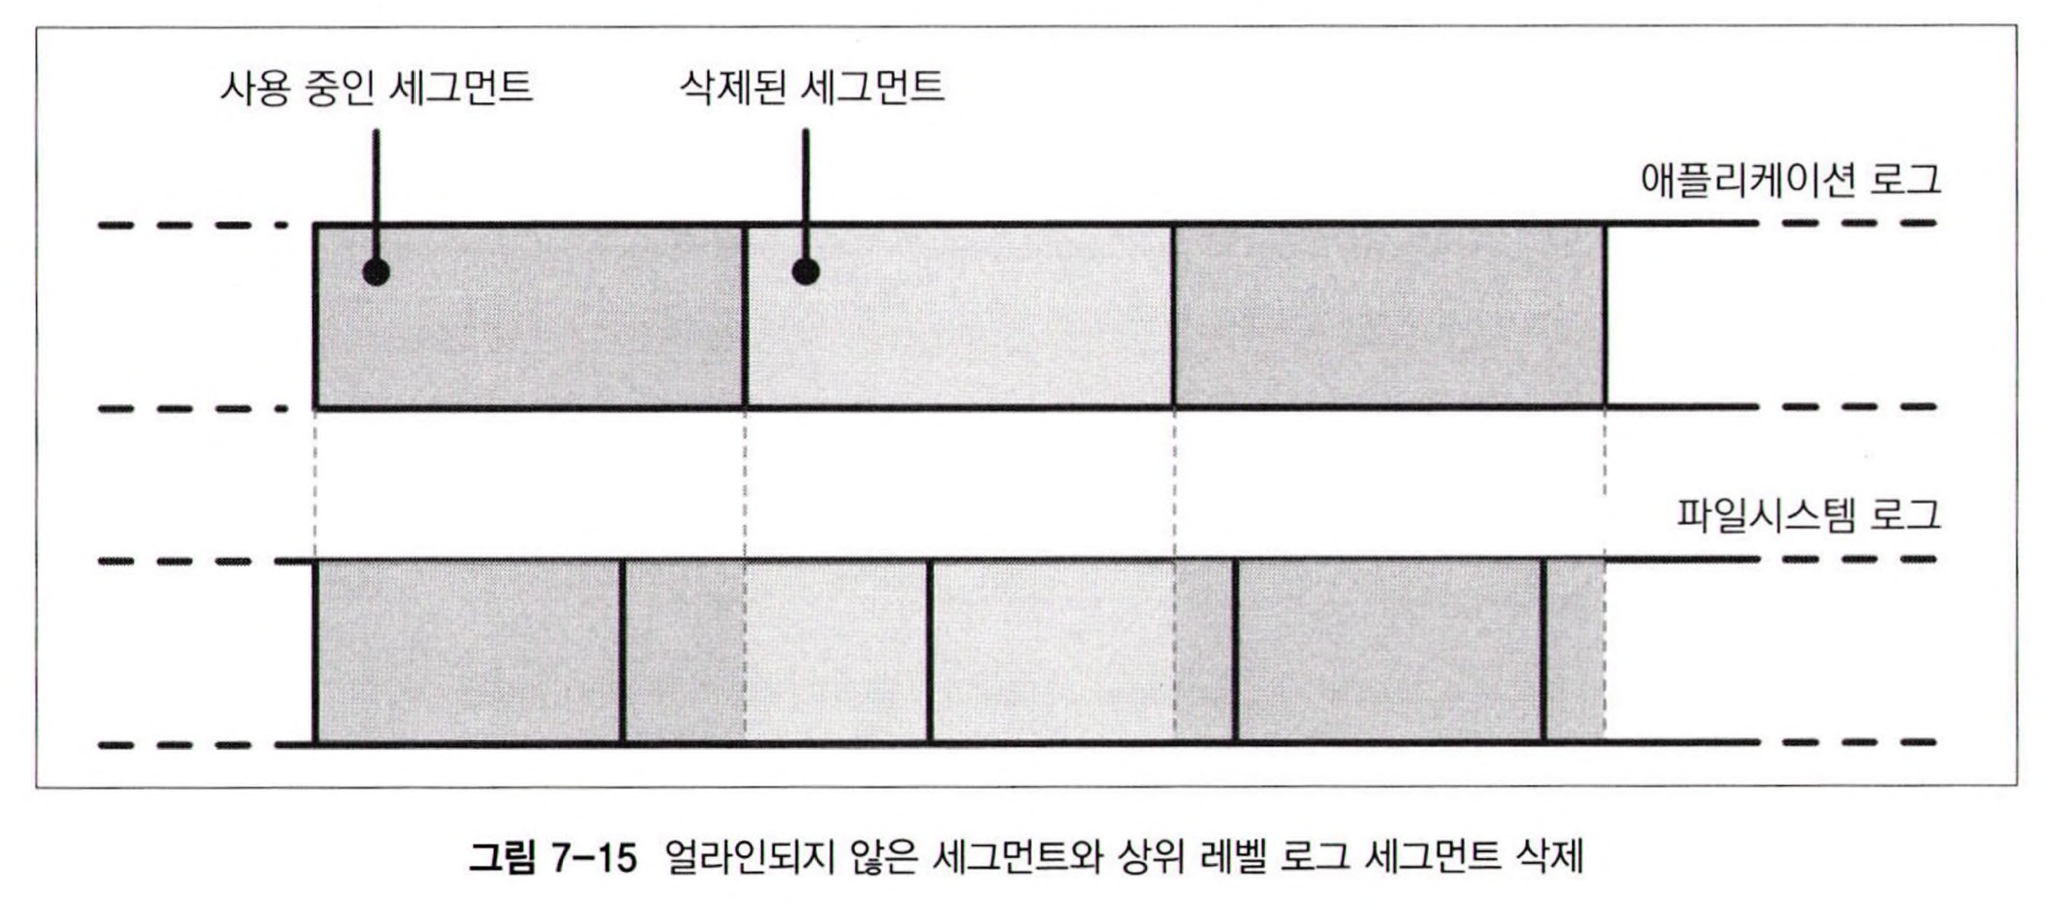 사용 중인 세그먼트
삭제된 세그먼트
애플리케이션 로그
파일시스템 로그
그림 7-15 얼라인되지 않은 세그먼트와 상위 레벨 로그 세그먼트 삭제